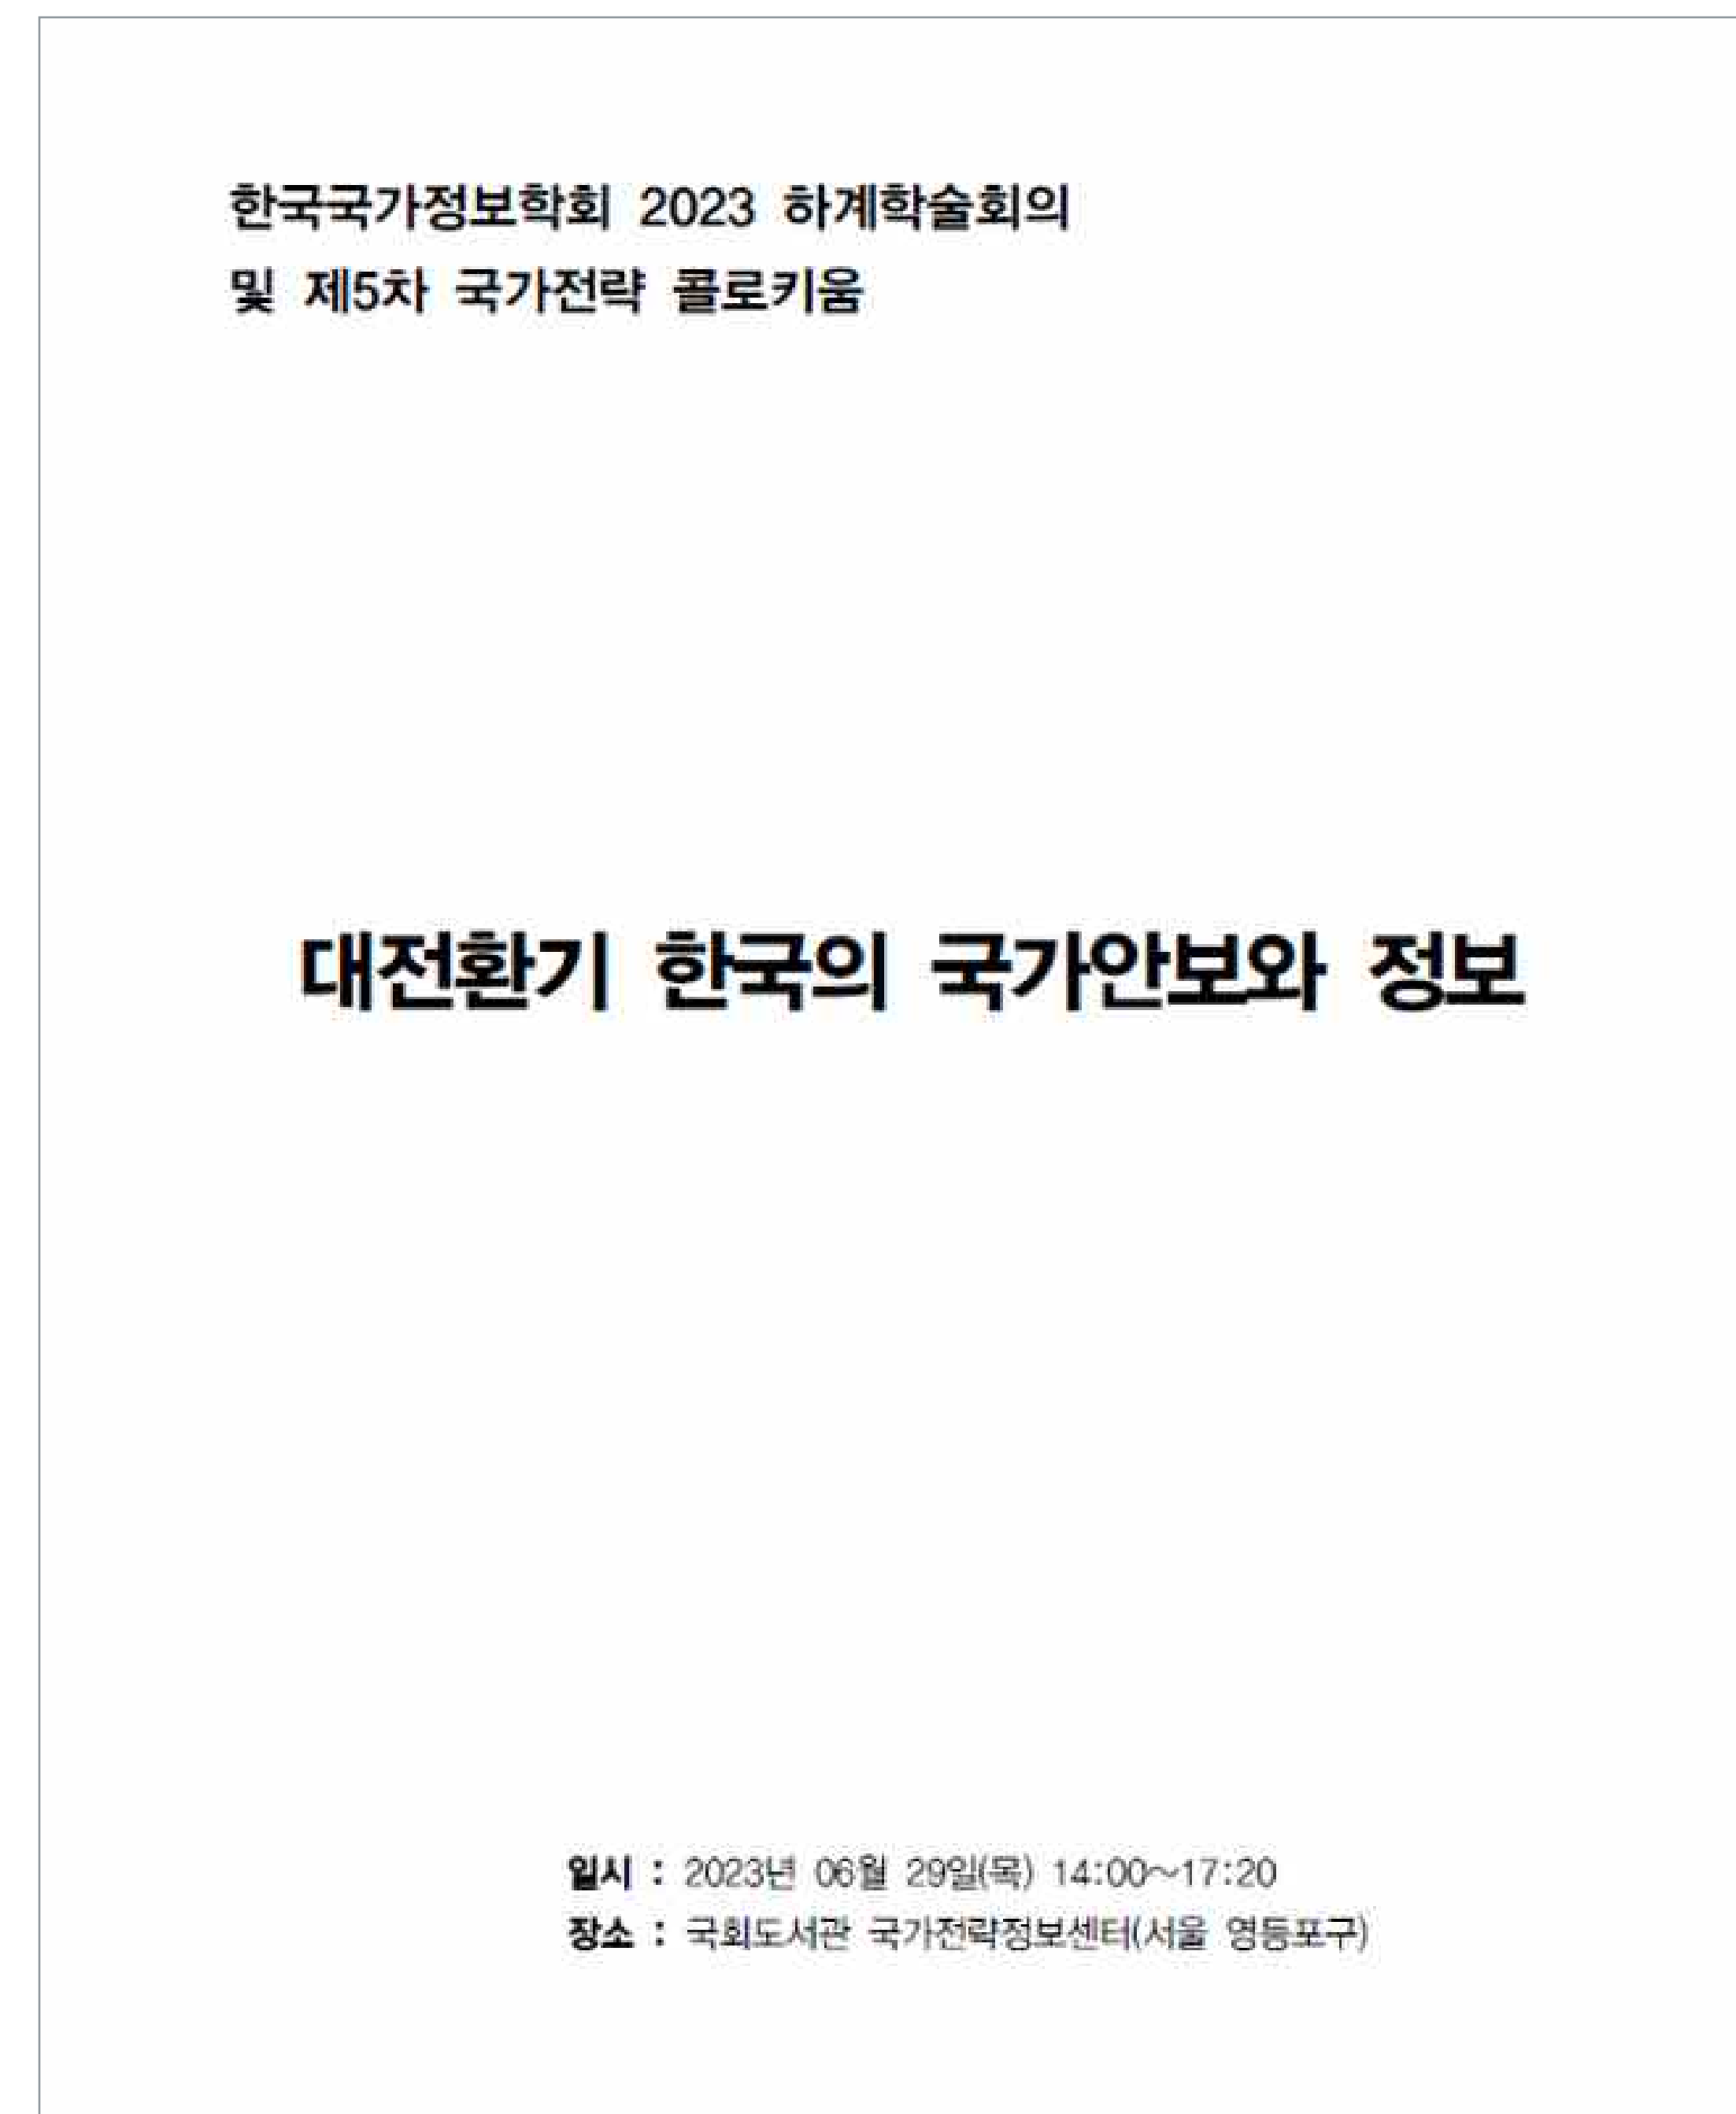 한국국가정보학회 2023 하계학술회의
및 제5차 국가전략 콜로키움
대전환기 한국의 국가안보와 정보
일시 : 2023년 06월 29일(목) 14:00~17:20
장소 : 국회도서관 국가전략정보센터(서울 영등포구)